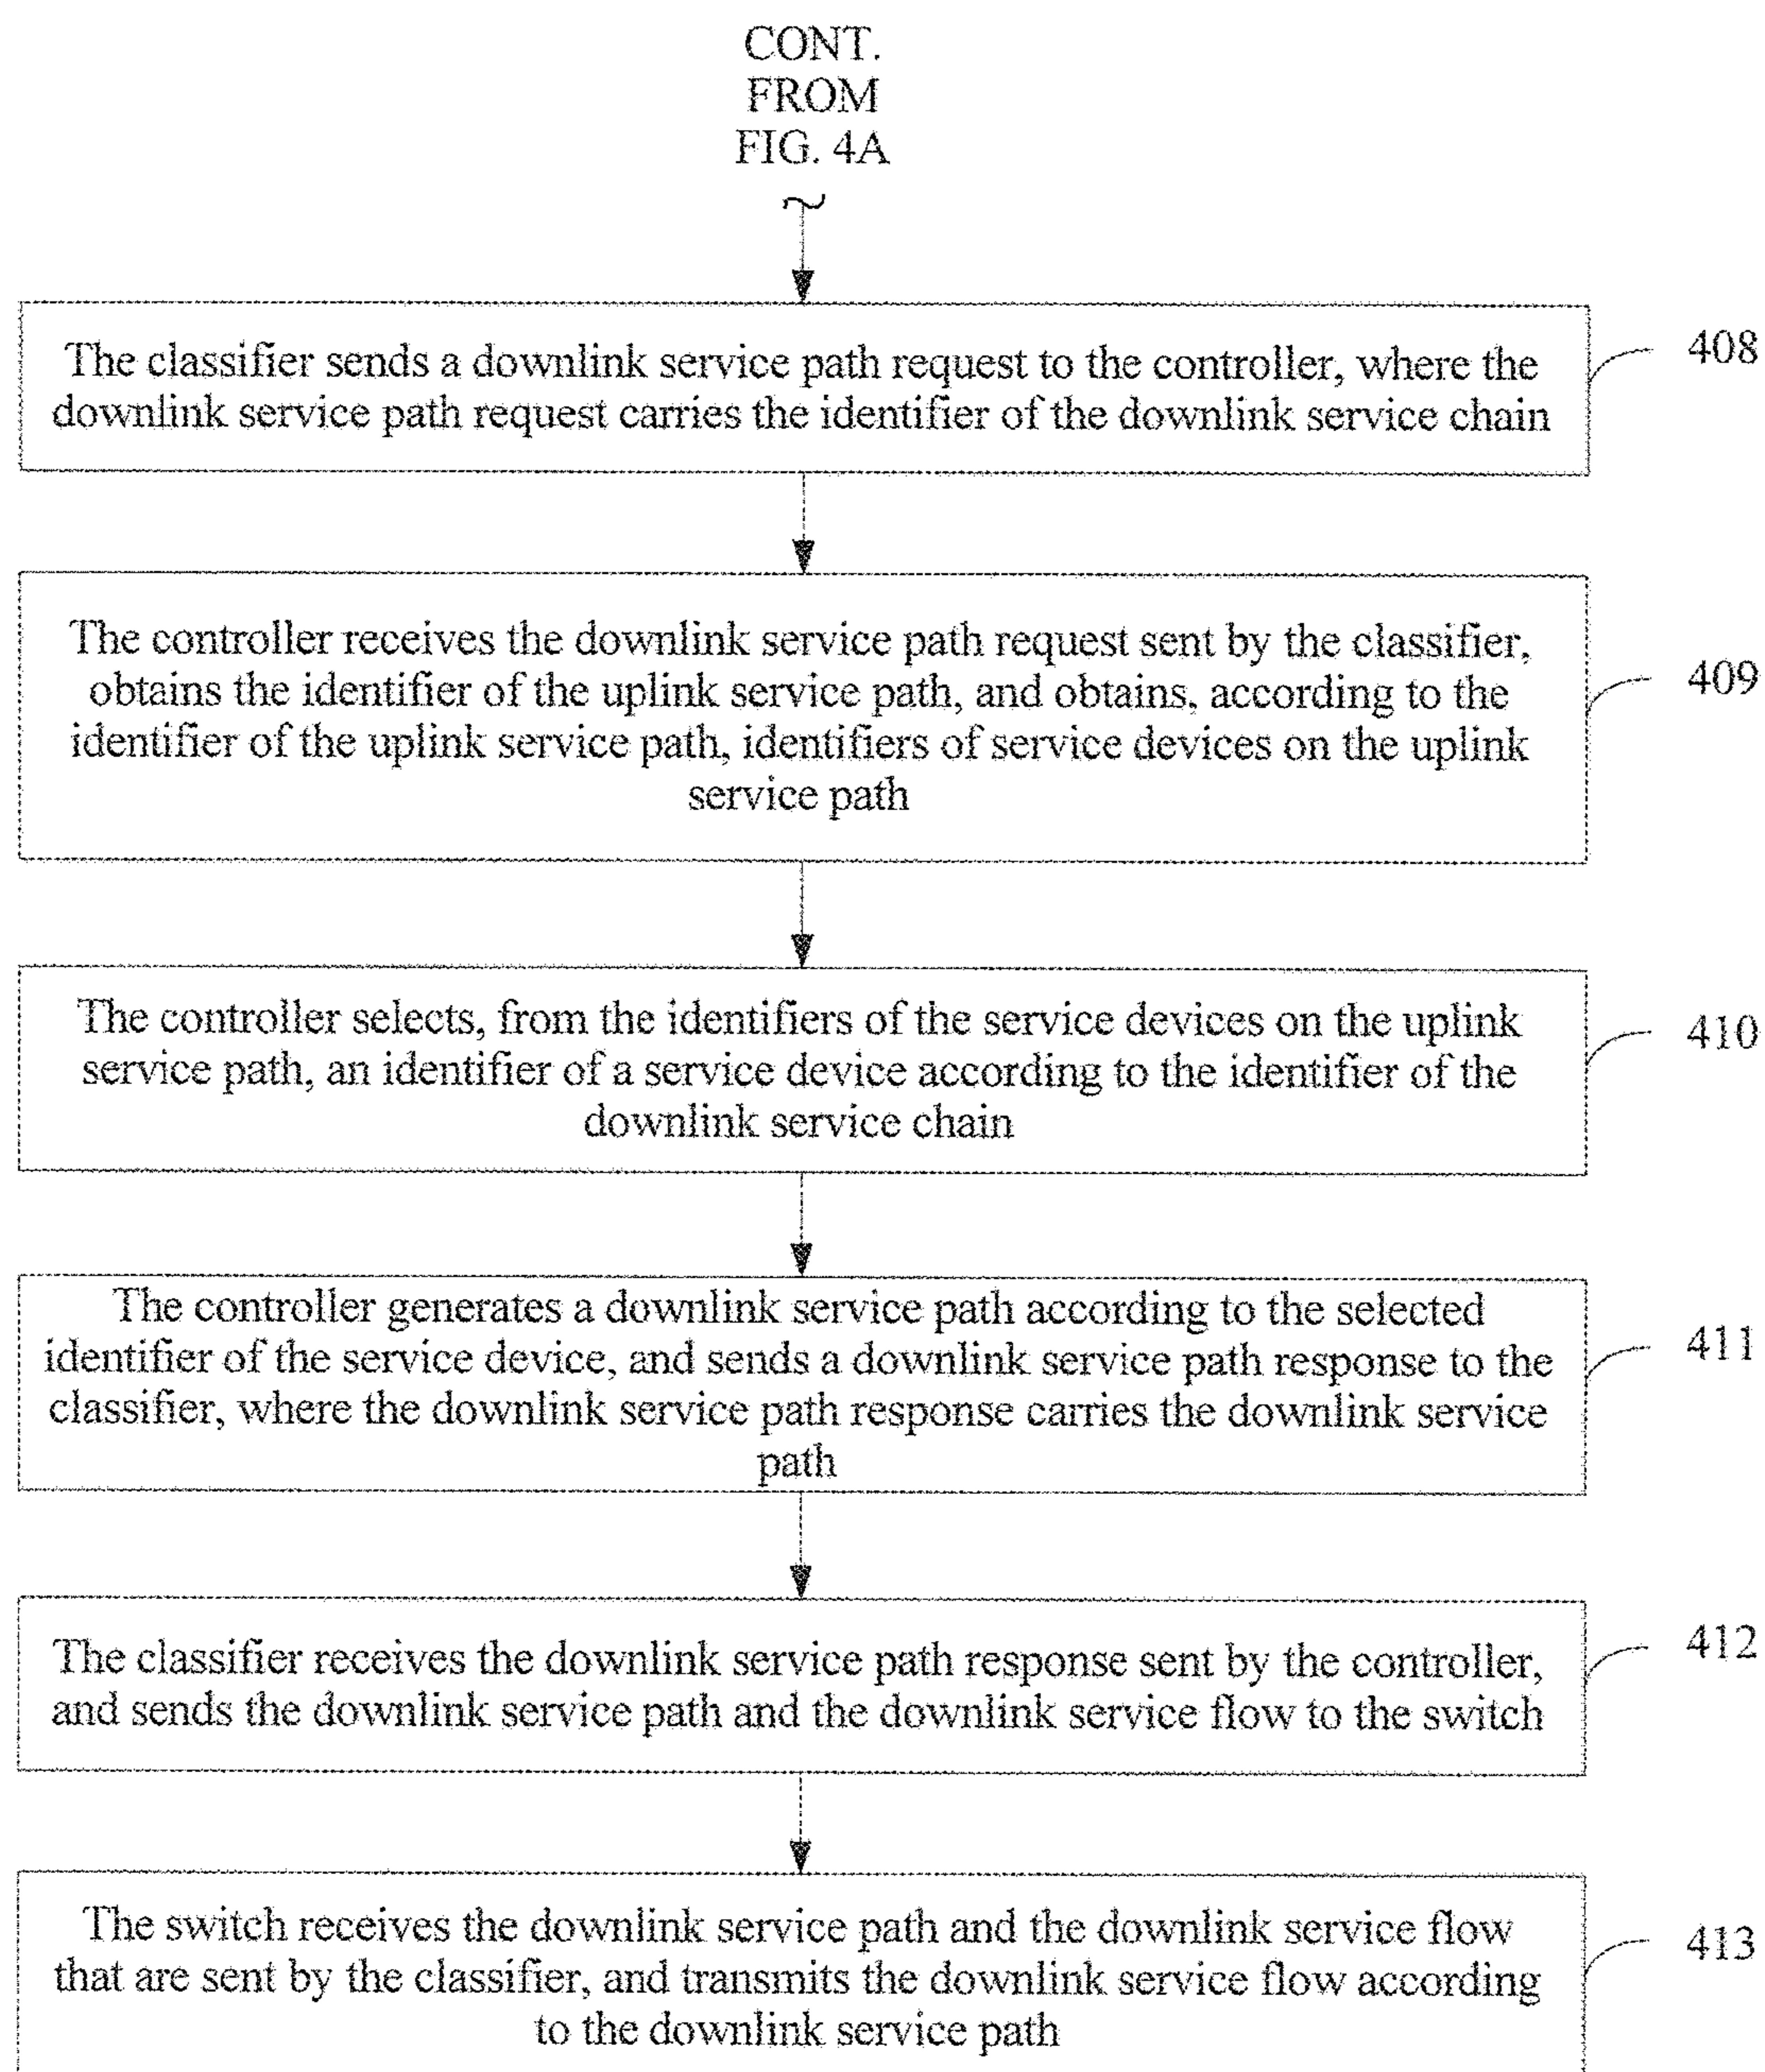 CONT.
FROM
FIG. 4A
The classifier sends a downlink service path request to the controller, where the
downlink service path request carries the identifier of the downlink service chain
408
The controller receives the downlink service path request sent by the classifier,
obtains the identifier of the uplink service path, and obtains, according to the
identifier of the uplink service path, identifiers of service devices on the uplink
service path
409
The controller selects, from the identifiers of the service devices on the uplink
service path, an identifier of a service device according to the identifier of the
downlink service chain
410
The controller generates a downlink service path according to the selected
identifier of the service device, and sends a downlink service path response to the
classifier, where the downlink service path response carries the downlink service
path
411
The classifier receives the downlink service path response sent by the controller,
and sends the downlink service path and the downlink service flow to the switch
412
The switch receives the downlink service path and the downlink service flow
that are sent by the classifier, and transmits the downlink service flow according
to the downlink service path
413